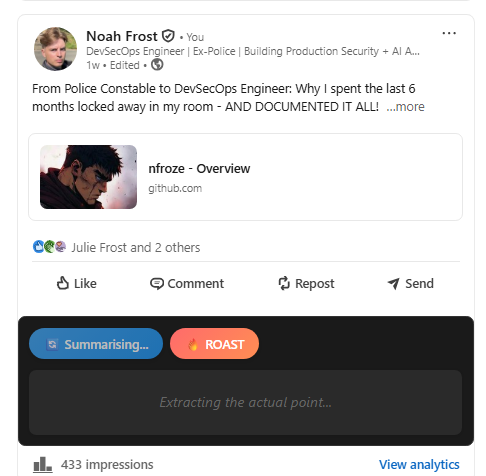 Noah Frost • You
DevSecOps Engineer | Ex-Police | Building Production Security + AI A...
1w • Edited •
From Police Constable to DevSecOps Engineer: Why I spent the last 6
months locked away in my room - AND DOCUMENTED IT ALL! ...more
nfroze - Overview
github.com
Julie Frost and 2 others
Like Comment Repost Send
Summarising... ROAST
Extracting the actual point...
433 impressions View analytics